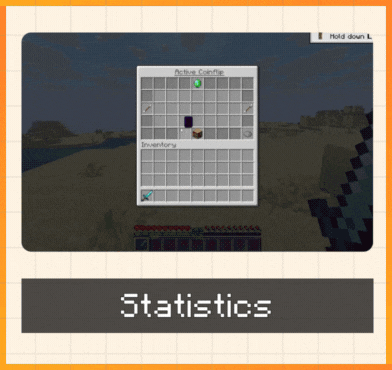 Hold down L
Active Coinflip
Inventory
Statistics